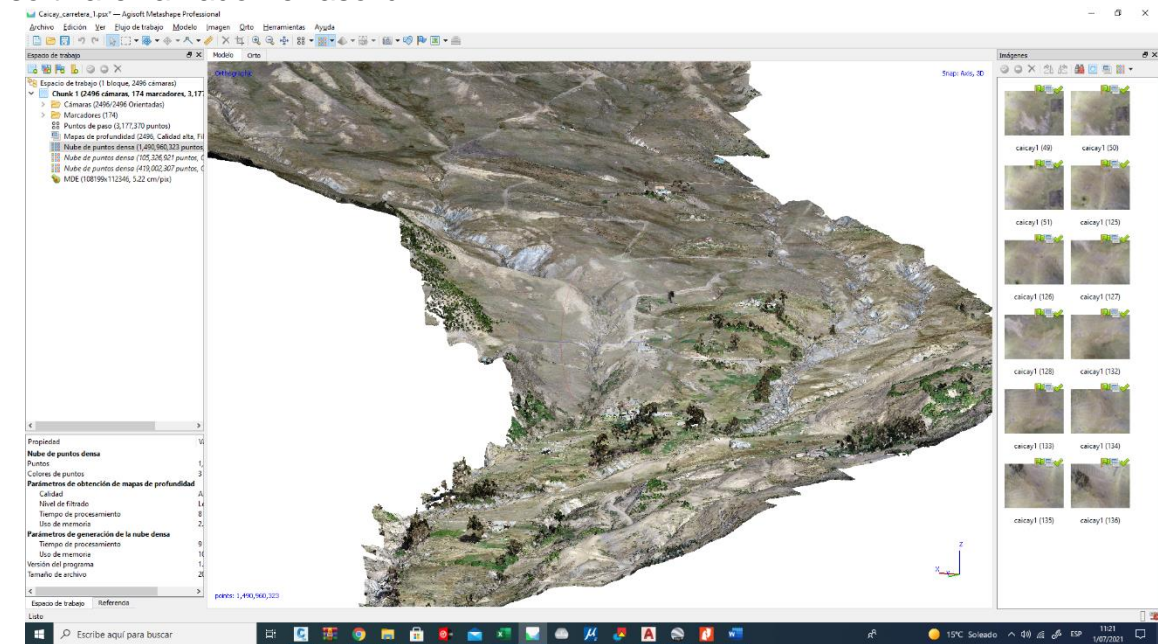 Caicay_carretera_1.psx* — Agisoft Metashape Professional
Archivo Edición Ver Flujo de trabajo Modelo Imagen Orto Herramientas Ayuda
Espacio de trabajo
Modelo Orto
Imágenes
Espacio de trabajo (1 bloque, 2496 cámaras)
Chunk 1 (2496 cámaras, 174 marcadores, 3,17
Cámaras (2496/2496 Orientadas)
Marcadores (174)
Puntos de paso (3,177,370 puntos)
Mapas de profundidad (2496, Calidad alta, Fil
Nube de puntos densa (1,490,960,323 puntos,
Nube de puntos densa (105,326,921 puntos, C
Nube de puntos densa (419,002,307 puntos, C
MDE (108199x112346, 5.22 cm/pix)
Snap: Axis, 3D
caicay1 (49) caicay1 (50)
caicay1 (51) caicay1 (125)
caicay1 (126) caicay1 (127)
caicay1 (128) caicay1 (132)
caicay1 (133) caicay1 (134)
caicay1 (135) caicay1 (136)
Propiedad
Nube de puntos densa
Puntos 1,
Colores de puntos 3
Parámetros de obtención de mapas de profundidad
Calidad A
Nivel de filtrado
Tiempo de procesamiento 8
Uso de memoria 2.
Parámetros de generación de la nube densa
Tiempo de procesamiento 9
Uso de memoria 10
Versión del programa 1.
Tamaño de archivo 20
points: 1,490,960,323
Z
X
Espacio de trabajo Referencia
Listo
Escribe aquí para buscar
15°C Soleado
ESP
11:21
1/07/2021